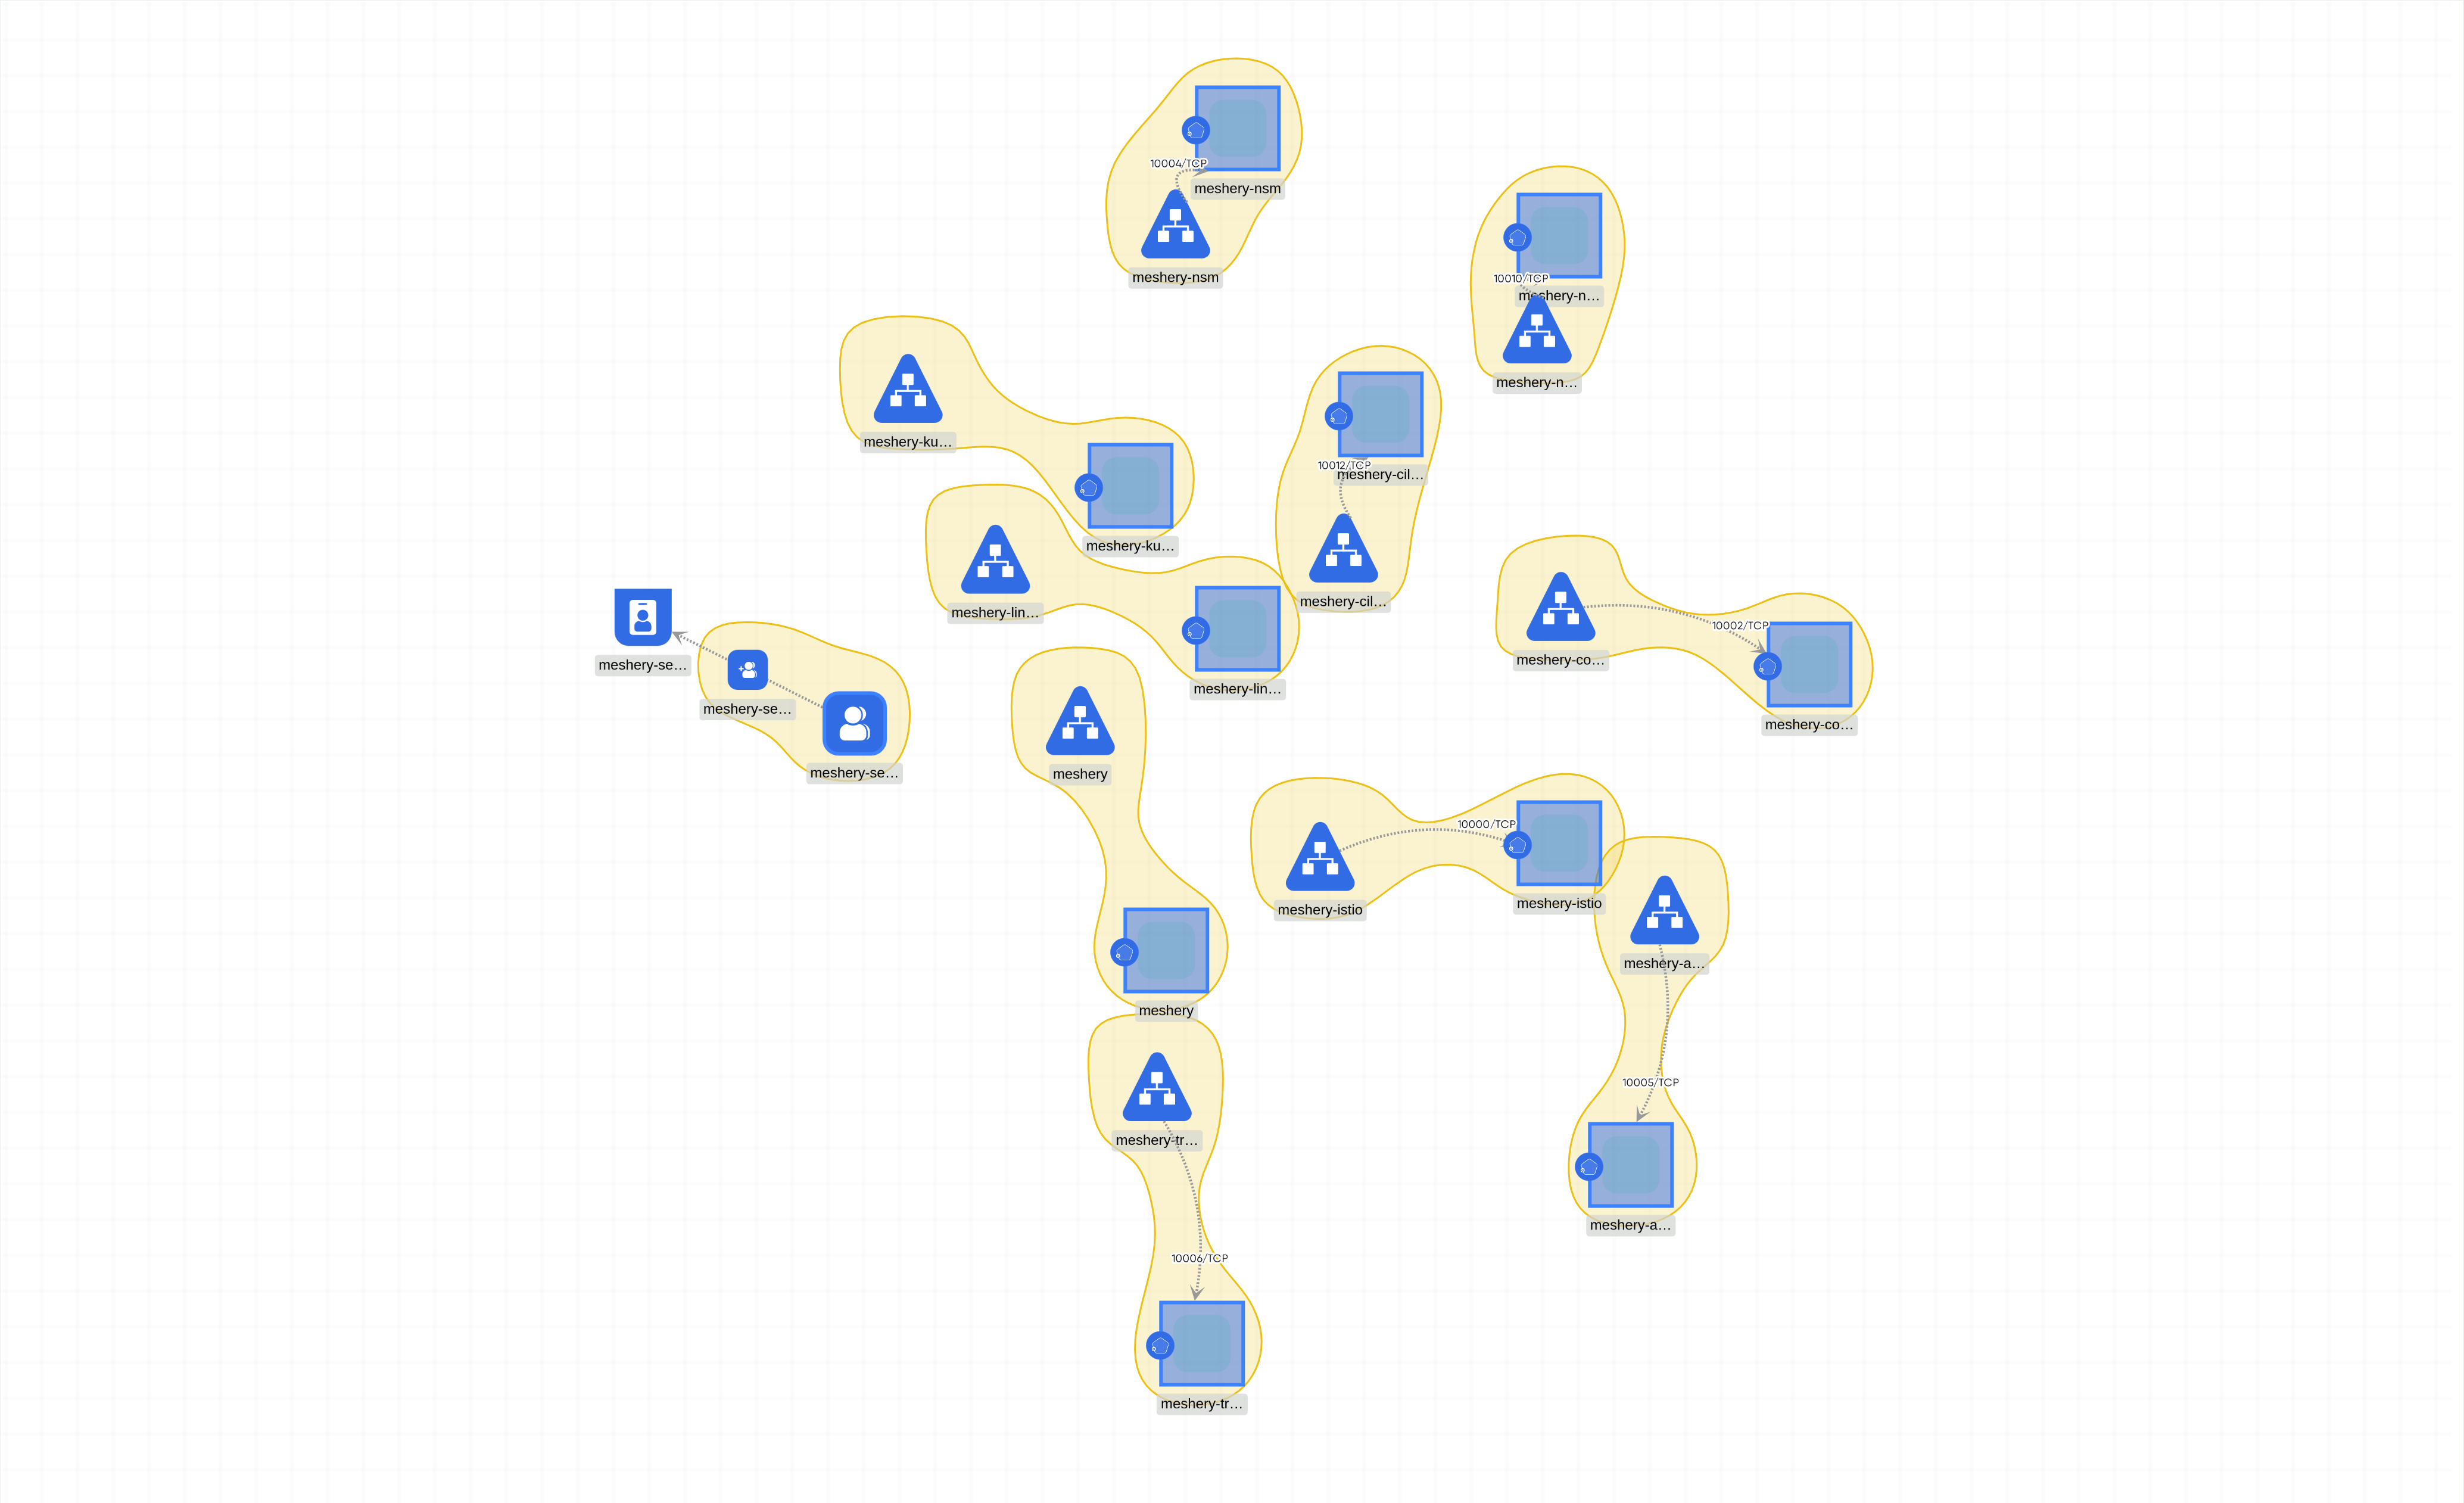 10004/TCP
meshery-nsm
meshery-nsm
10010/TCP
meshery-n...
meshery-n...
meshery-ku...
meshery-ku...
10012/TCP
meshery-cil...
meshery-cil...
meshery-lin...
meshery-lin...
meshery-se...
meshery-se...
meshery-se...
10002/TCP
meshery-co...
meshery-co...
meshery
meshery
10000/TCP
meshery-istio
meshery-istio
meshery-a...
10005/TCP
meshery-a...
meshery-tr...
10006/TCP
meshery-tr...